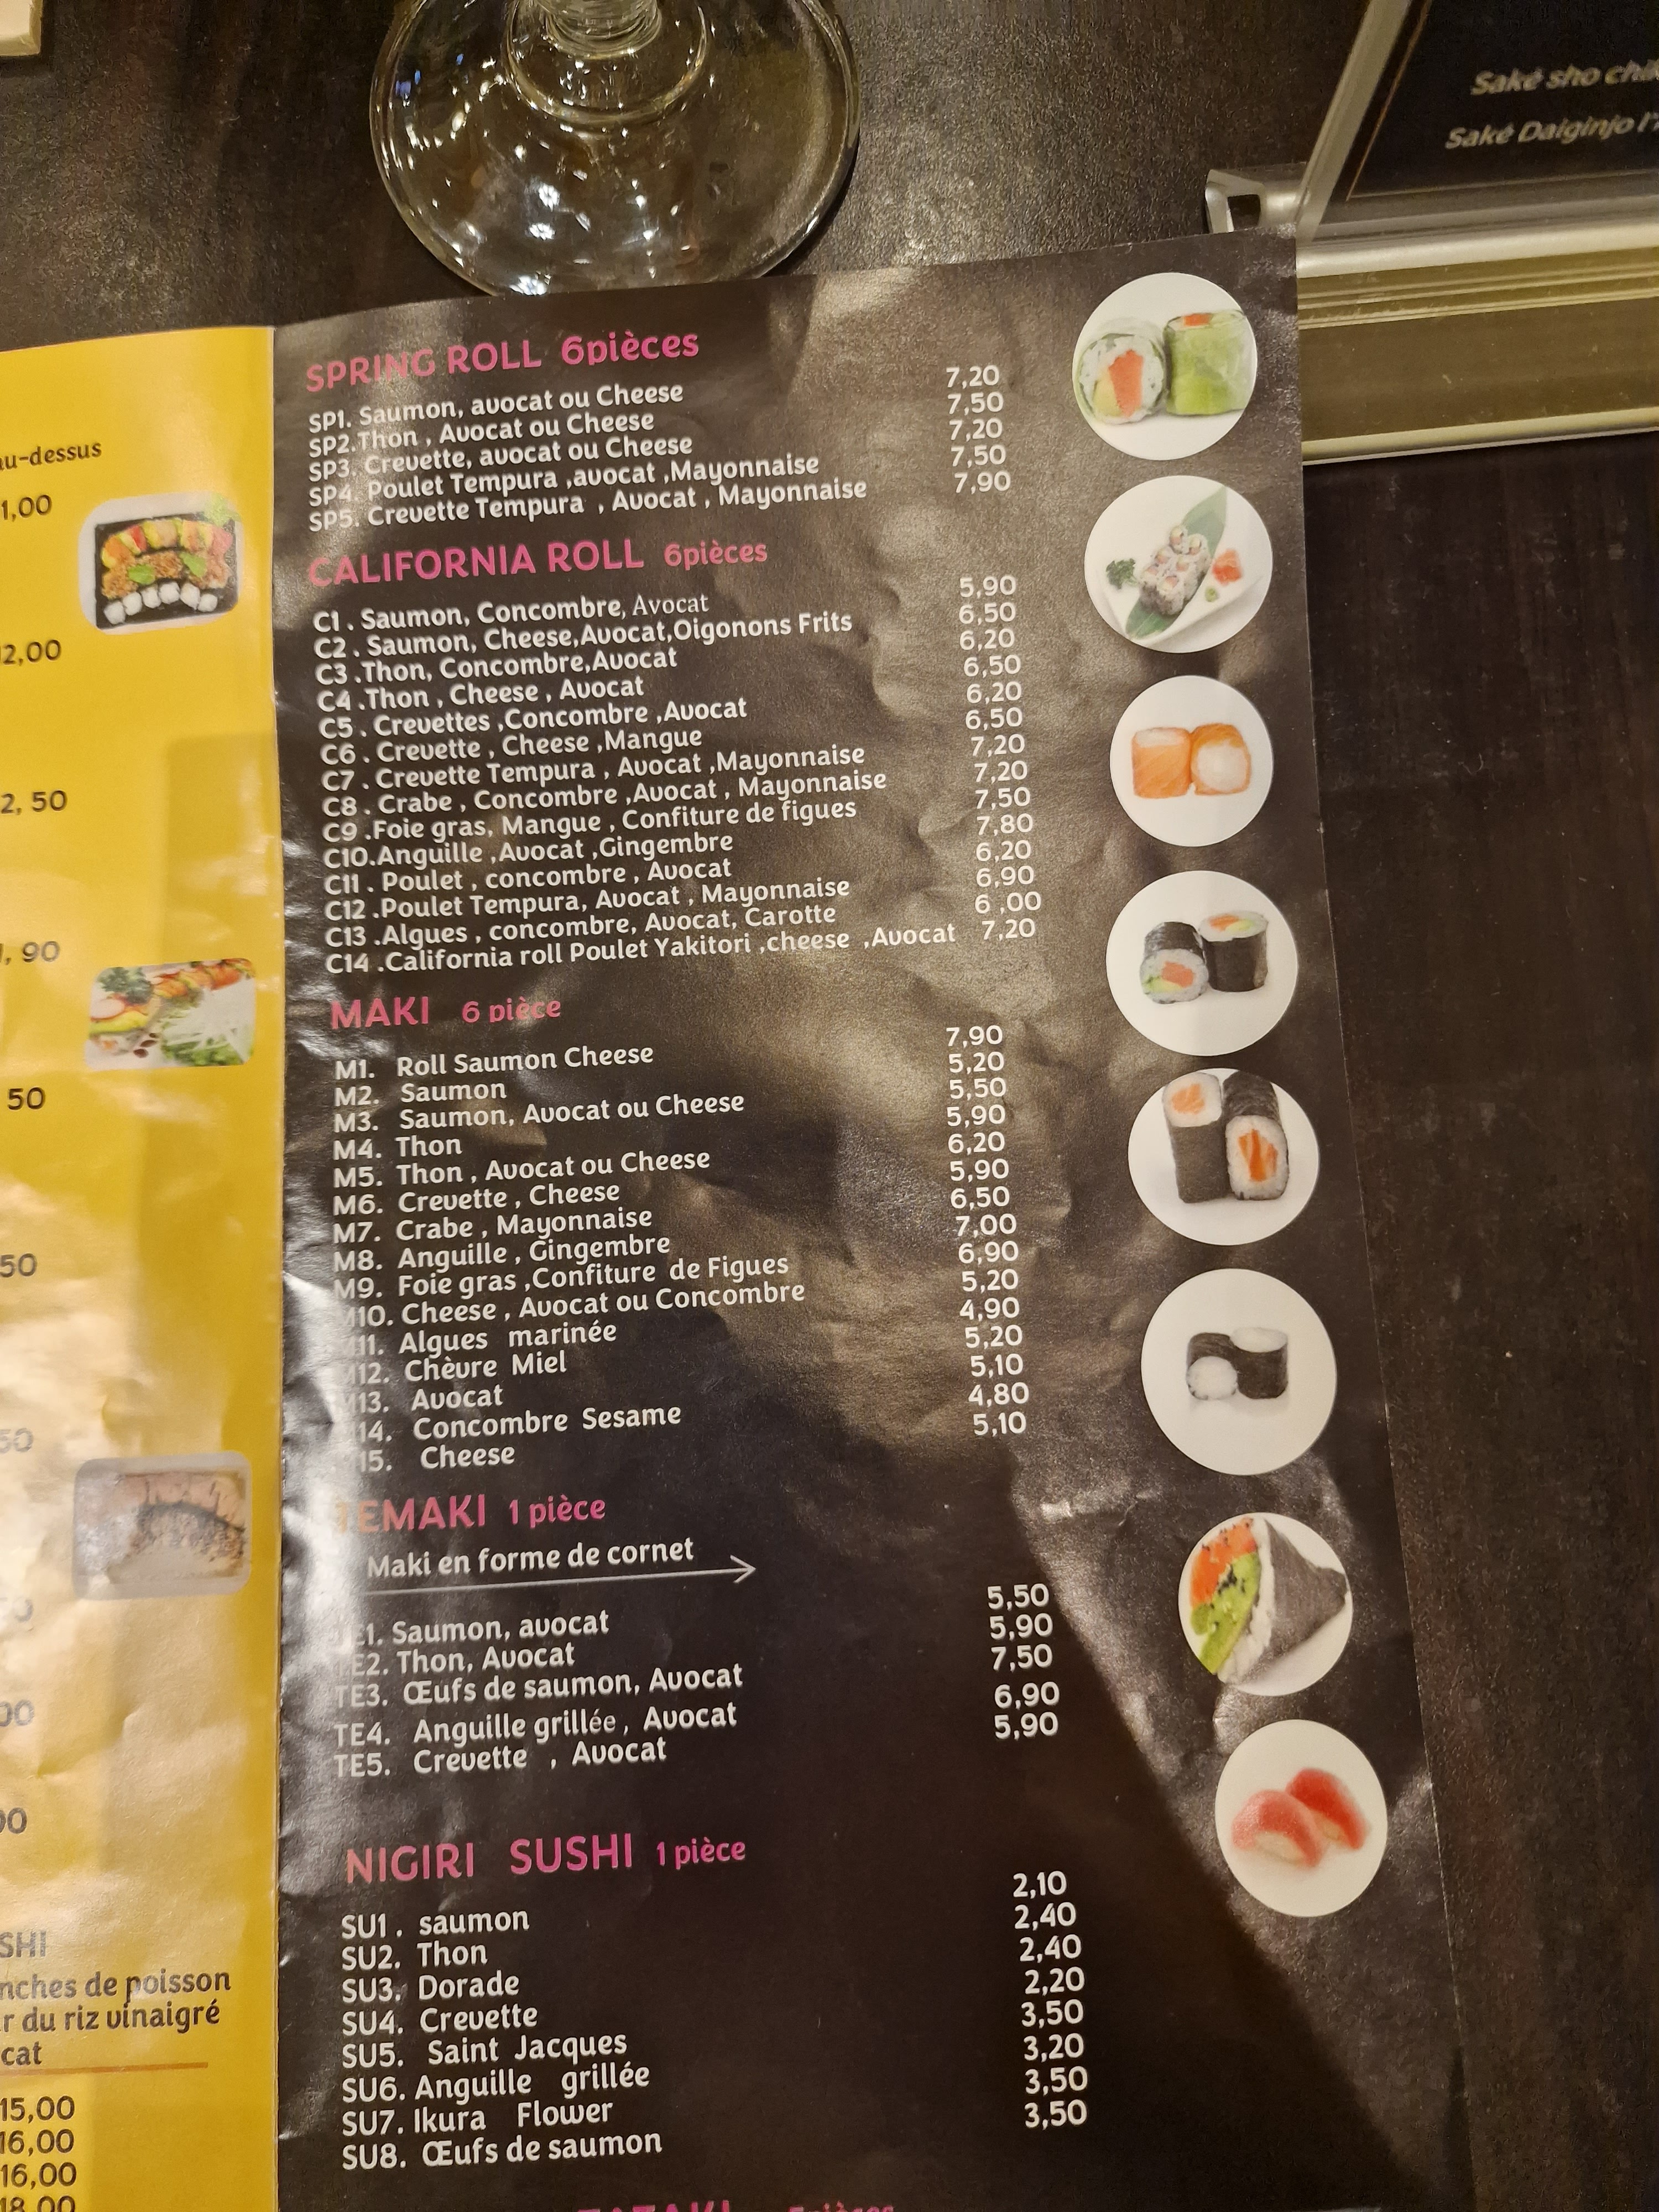 Saké sho
Saké Daiginjo
au-dessus
1,00
2,00
2, 50
, 90
50
50
50
00
00
SHI
nches de poisson
r du riz vinaigré
cat
15,00
16,00
16,00
18,00
SPRING ROLL 6pièces
SP1. Saumon, avocat ou Cheese 7,20
SP2.Thon , Avocat ou Cheese 7,50
SP3. Crevette, avocat ou Cheese 7,20
SP4. Poulet Tempura ,avocat ,Mayonnaise 7,50
SP5. Crevette Tempura , Avocat , Mayonnaise 7,90
CALIFORNIA ROLL 6pièces
C1 . Saumon, Concombre, Avocat 5,90
C2 . Saumon, Cheese,Avocat,Oigonons Frits 6,50
C3 .Thon, Concombre,Avocat 6,20
C4 .Thon , Cheese , Avocat 6,50
C5 . Crevettes ,Concombre ,Avocat 6,20
C6 . Crevette , Cheese ,Mangue 6,50
C7 . Crevette Tempura , Avocat ,Mayonnaise 7,20
C8 . Crabe , Concombre ,Avocat , Mayonnaise 7,20
C9 .Foie gras, Mangue , Confiture de figues 7,50
C10.Anguille ,Avocat ,Gingembre 7,80
C11 . Poulet , concombre , Avocat 6,20
C12 .Poulet Tempura, Avocat , Mayonnaise 6,90
C13 .Algues , concombre, Avocat, Carotte 6 ,00
C14 .California roll Poulet Yakitori ,cheese ,Avocat 7,20
MAKI 6 pièce
M1. Roll Saumon Cheese 7,90
M2. Saumon 5,20
M3. Saumon, Avocat ou Cheese 5,50
M4. Thon 5,90
M5. Thon , Avocat ou Cheese 6,20
M6. Crevette , Cheese 5,90
M7. Crabe , Mayonnaise 6,50
M8. Anguille , Gingembre 7,00
M9. Foie gras ,Confiture de Figues 6,90
M10. Cheese , Avocat ou Concombre 5,20
M11. Algues marinée 4,90
M12. Chèvre Miel 5,20
M13. Avocat 5,10
M14. Concombre Sesame 4,80
M15. Cheese 5,10
TEMAKI 1 pièce
Maki en forme de cornet
TE1. Saumon, avocat 5,50
TE2. Thon, Avocat 5,90
TE3. Œufs de saumon, Avocat 7,50
TE4. Anguille grillée , Avocat 6,90
TE5. Crevette , Avocat 5,90
NIGIRI SUSHI 1 pièce
SU1 . saumon 2,10
SU2. Thon 2,40
SU3. Dorade 2,40
SU4. Crevette 2,20
SU5. Saint Jacques 3,50
SU6. Anguille grillée 3,20
SU7. Ikura Flower 3,50
SU8. Œufs de saumon 3,50